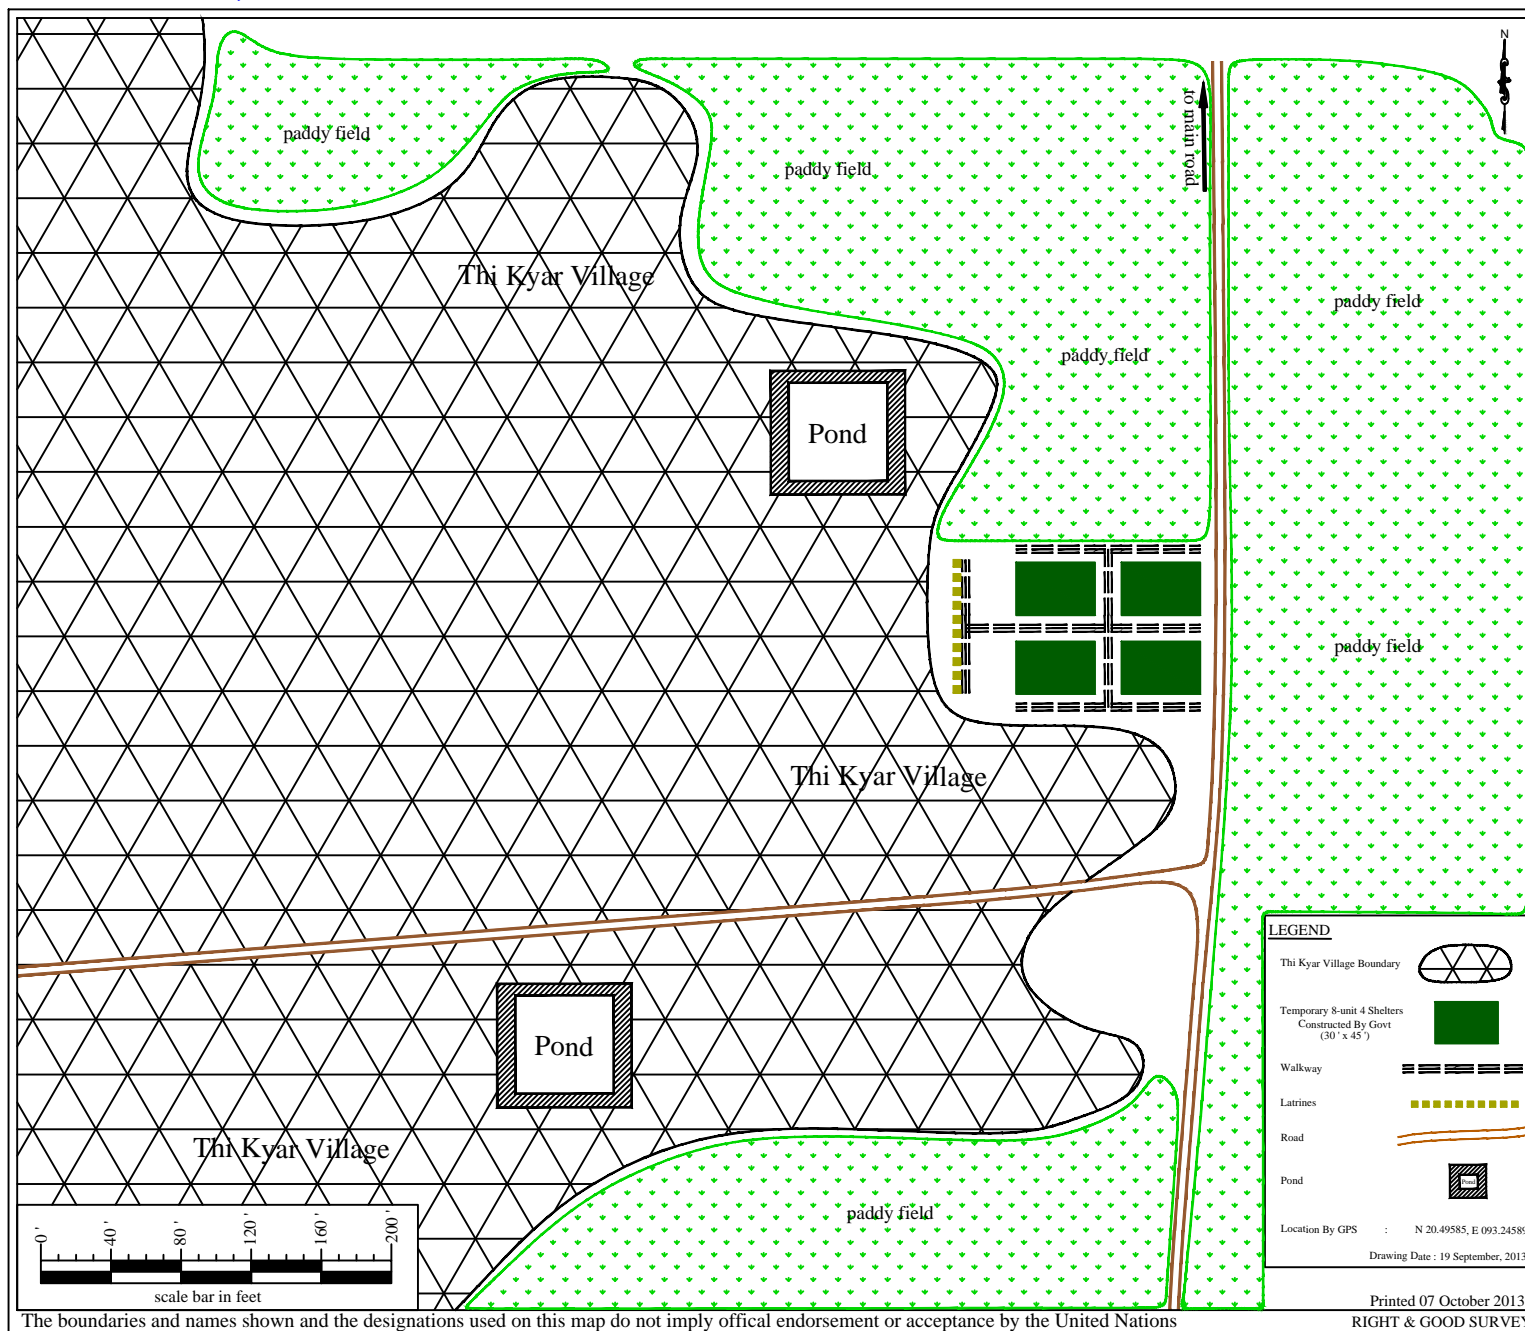 N
to main road
paddy field
paddy field
Thi Kyar Village
paddy field
paddy field
Pond
paddy field
Thi Kyar Village
Pond
Thi Kyar Village
paddy field
0 '
40 '
80 '
120 '
160 '
200 '
scale bar in feet
LEGEND
Thi Kyar Village Boundary
Temporary 8-unit 4 Shelters
Constructed By Govt
(30 ' x 45 ')
Walkway
Latrines
Road
Pond
Pond
Location By GPS : N 20.49585, E 093.24589
Drawing Date : 19 September, 2013
Printed 07 October 2013
The boundaries and names shown and the designations used on this map do not imply offical endorsement or acceptance by the United Nations
RIGHT & GOOD SURVEY